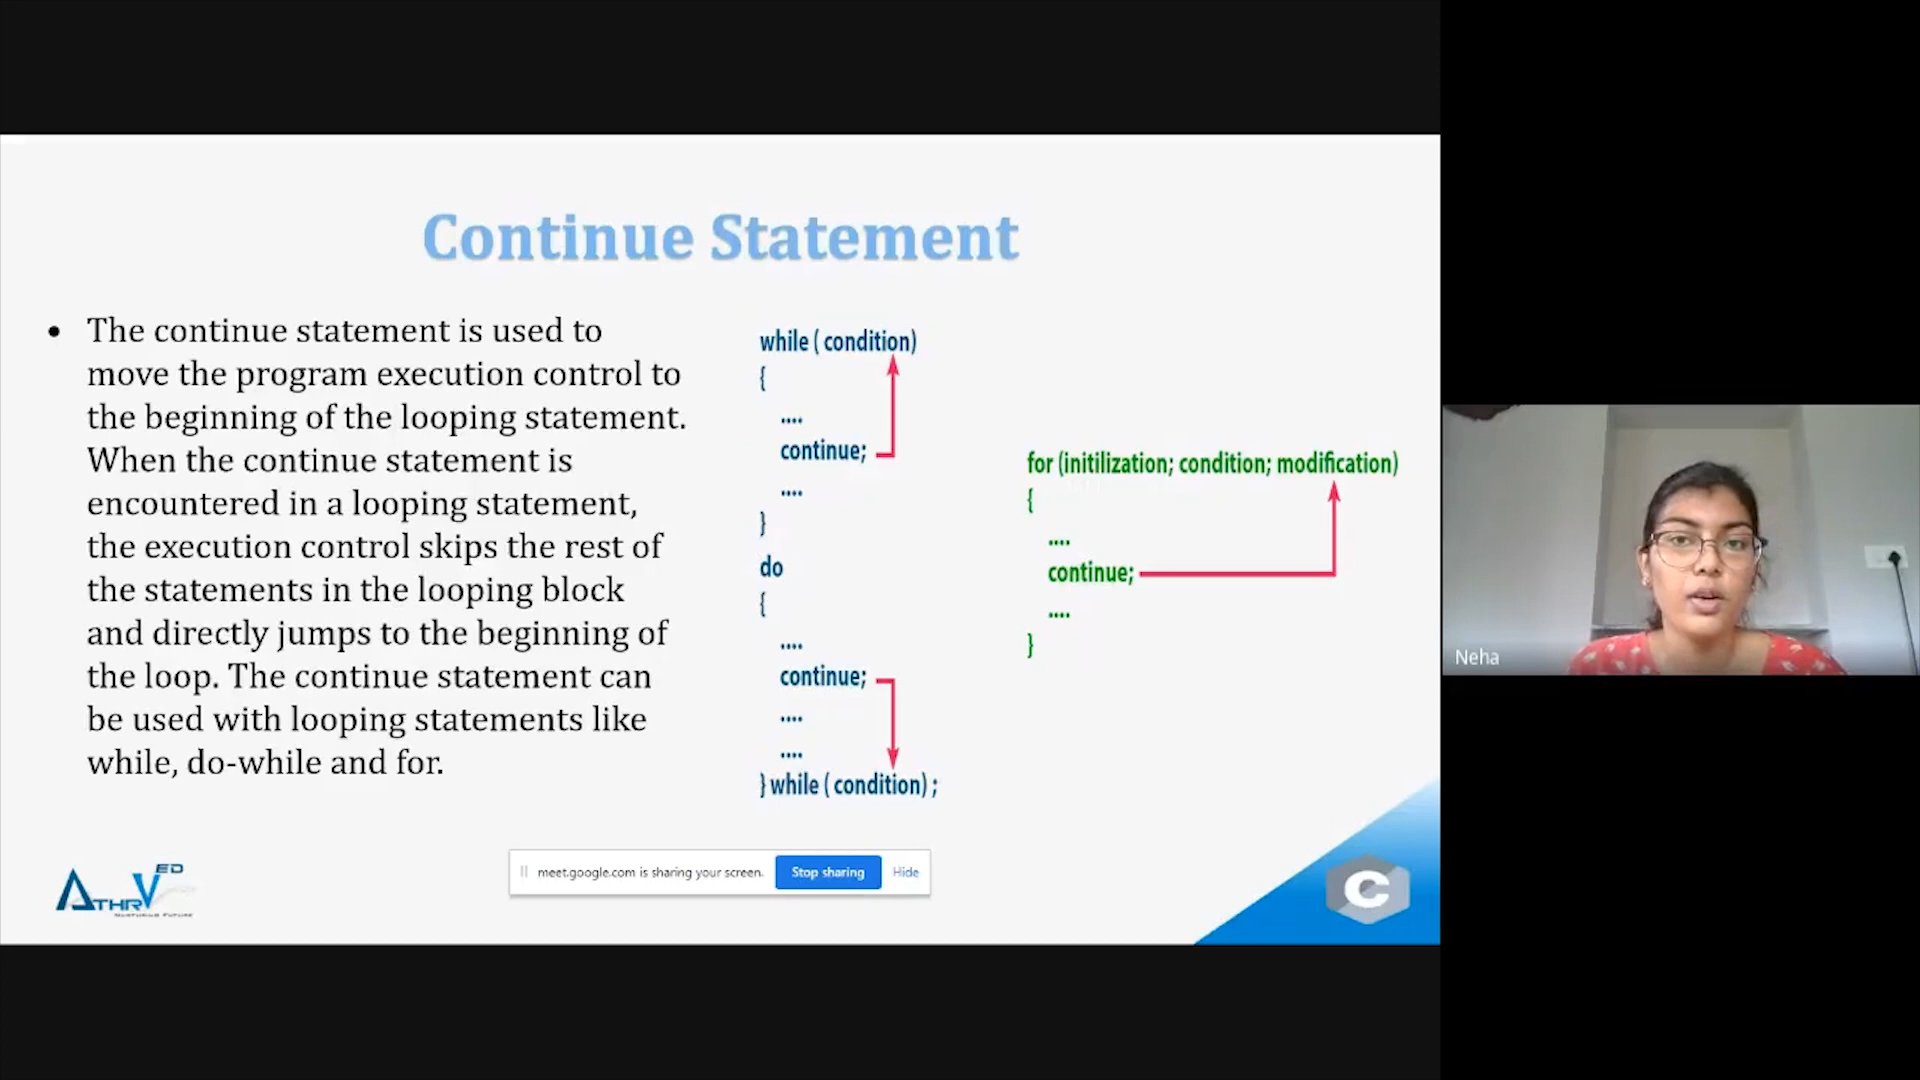 Continue Statement
• The continue statement is used to
move the program execution control to
the beginning of the looping statement.
When the continue statement is
encountered in a looping statement,
the execution control skips the rest of
the statements in the looping block
and directly jumps to the beginning of
the loop. The continue statement can
be used with looping statements like
while, do-while and for.
while ( condition)
{
....
continue;
....
}
do
{
....
continue;
....
....
} while ( condition) ;
for (initilization; condition; modification)
{
....
continue;
....
}
Neha
ATHRVED
NURTURING FUTURE
meet.google.com is sharing your screen.
Stop sharing
Hide
C